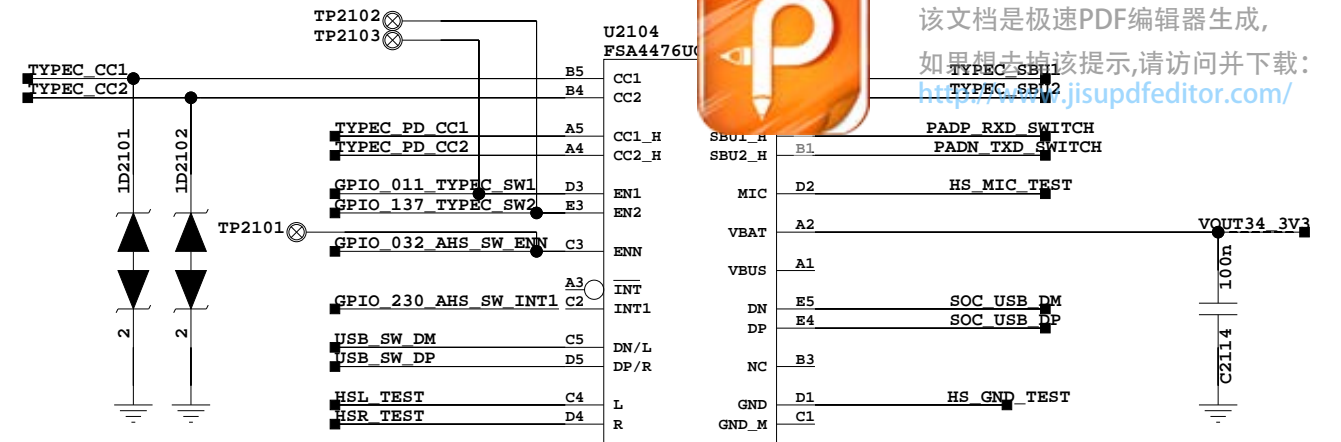 TP2102
TP2103
U2104
FSA4476UC
该文档是极速PDF编辑器生成,
如果想去掉该提示,请访问并下载：
http://www.jisupdfeditor.com/
TYPEC_CC1
B5
CC1
TYPEC_SBU1
TYPEC_CC2
B4
CC2
TYPEC_SBU2
1D2101
1D2102
TYPEC_PD_CC1
A5
CC1_H
SBU1_H
PADP_RXD_SWITCH
TYPEC_PD_CC2
A4
CC2_H
SBU2_H
B1
PADN_TXD_SWITCH
GPIO_011_TYPEC_SW1
D3
EN1
MIC
D2
HS_MIC_TEST
GPIO_137_TYPEC_SW2
E3
EN2
TP2101
VBAT
A2
VOUT34_3V3
GPIO_032_AHS_SW_ENN
C3
ENN
VBUS
A1
100n
A3
INT
GPIO_230_AHS_SW_INT1
C2
INT1
DN
E5
SOC_USB_DM
DP
E4
SOC_USB_DP
2
2
USB_SW_DM
C5
DN/L
USB_SW_DP
D5
DP/R
NC
B3
C2114
HSL_TEST
C4
L
GND
D1
HS_GND_TEST
HSR_TEST
D4
R
GND_M
C1